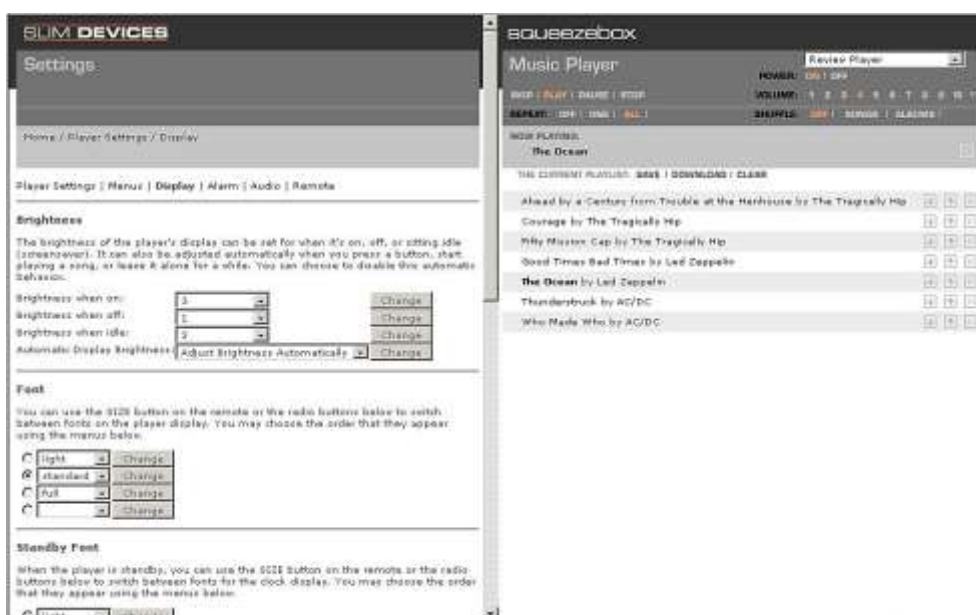 SLIM DEVICES
Settings
Home / Player Settings / Display
Player Settings | Menus | Display | Alarm | Audio | Remote
Brightness
The brightness of the player's display can be set for when it's on, off, or sitting idle
(screensaver). It can also be adjusted automatically when you press a button, start
playing a song, or leave it alone for a while. You can choose to disable this automatic
behavior.
Brightness when on: Change
Brightness when off: Change
Brightness when idle: Change
Automatic Display Brightness: Adjust Brightness Automatically Change
Font
You can use the SIZE button on the remote or the radio buttons below to switch
between fonts on the player display. You may choose the order that they appear
using the menus below.
light Change
standard Change
full Change
Change
Standby Font
When the player is standby, you can use the SIZE button on the remote or the radio
buttons below to switch between fonts for the clock display. You may choose the order
that they appear using the menus below.
light
squeezebox
Music Player
Review Player
POWER: ON | OFF
SKIP | PLAY | PAUSE | STOP
VOLUME: 1 2 3 4 5 6 7 8 9 10
REPEAT: OFF | ONE | ALL |
SHUFFLE: OFF | SONGS | ALBUMS |
NOW PLAYING:
The Ocean
THE CURRENT PLAYLIST: SAVE | DOWNLOAD | CLEAR
Ahead by a Century from Trouble at the Henhouse by The Tragically Hip
Courage by The Tragically Hip
Fifty Mission Cap by The Tragically Hip
Good Times Bad Times by Led Zeppelin
The Ocean by Led Zeppelin
Thunderstruck by AC/DC
Who Made Who by AC/DC